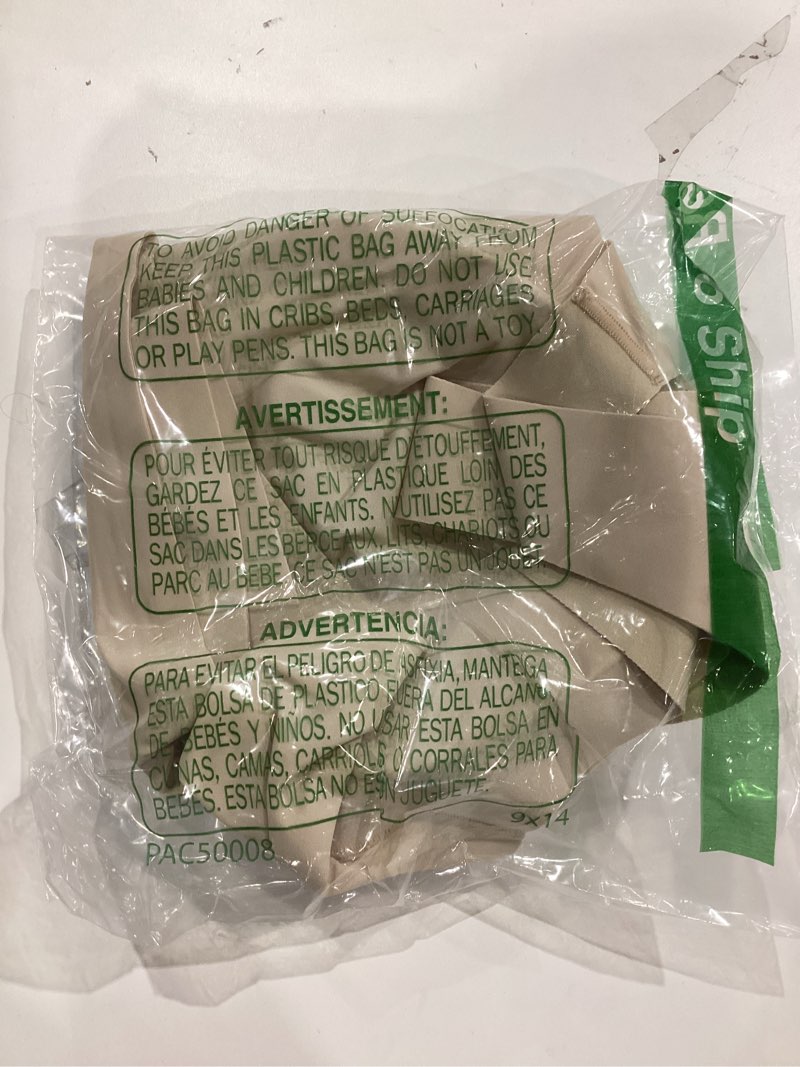 TO AVOID DANGER OF SUFFOCATION
KEEP THIS PLASTIC BAG AWAY FROM
BABIES AND CHILDREN. DO NOT USE
THIS BAG IN CRIBS, BEDS, CARRIAGES
OR PLAY PENS. THIS BAG IS NOT A TOY.
AVERTISSEMENT:
POUR ÉVITER TOUT RISQUE D'ÉTOUFFEMENT,
GARDEZ CE SAC EN PLASTIQUE LOIN DES
BÉBÉS ET LES ENFANTS. N'UTILISEZ PAS CE
SAC DANS LES BERCEAUX, LITS, CHARIOTS OU
PARC AU BEBE. CE SAC N'EST PAS UN JOUET.
ADVERTENCIA:
PARA EVITAR EL PELIGRO DE ASFIXIA, MANTENGA
ESTA BOLSA DE PLASTICO FUERA DEL ALCANCE
DE BEBÉS Y NINOS. NO USAR ESTA BOLSA EN
CUNAS, CAMAS, CARRIOLS O CORRALES PARA
BEBES. ESTA BOLSA NO ES UN JUGUETE.
9x14
PAC50008
Ship